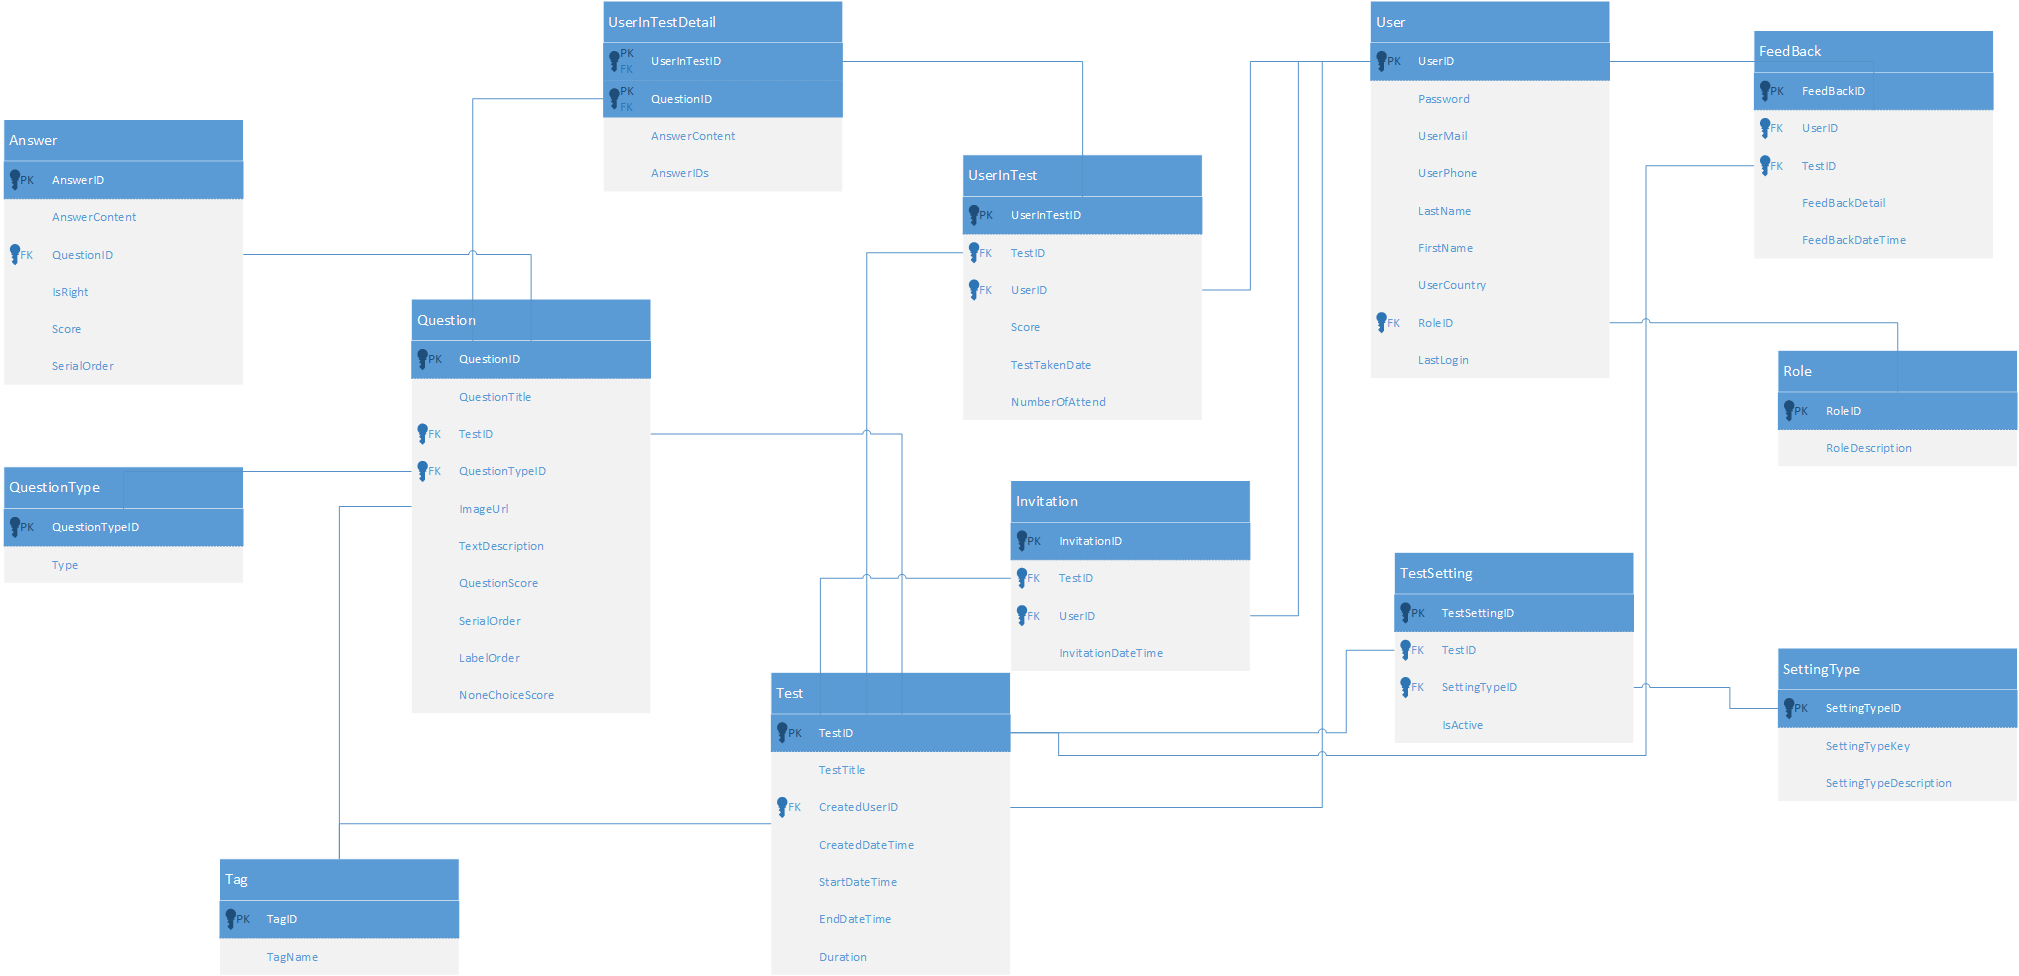 UserInTestDetail
PK
FK
UserInTestID
PK
FK
QuestionID
AnswerContent
AnswerIDs
User
PK UserID
Password
UserMail
UserPhone
LastName
FirstName
UserCountry
FK RoleID
LastLogin
FeedBack
PK FeedBackID
FK UserID
FK TestID
FeedBackDetail
FeedBackDateTime
Answer
PK AnswerID
AnswerContent
FK QuestionID
IsRight
Score
SerialOrder
UserInTest
PK UserInTestID
FK TestID
FK UserID
Score
TestTakenDate
NumberOfAttend
Question
PK QuestionID
QuestionTitle
FK TestID
FK QuestionTypeID
ImageUrl
TextDescription
QuestionScore
SerialOrder
LabelOrder
NoneChoiceScore
Role
PK RoleID
RoleDescription
QuestionType
PK QuestionTypeID
Type
Invitation
PK InvitationID
FK TestID
FK UserID
InvitationDateTime
TestSetting
PK TestSettingID
FK TestID
FK SettingTypeID
IsActive
SettingType
PK SettingTypeID
SettingTypeKey
SettingTypeDescription
Test
PK TestID
TestTitle
FK CreatedUserID
CreatedDateTime
StartDateTime
EndDateTime
Duration
Tag
PK TagID
TagName